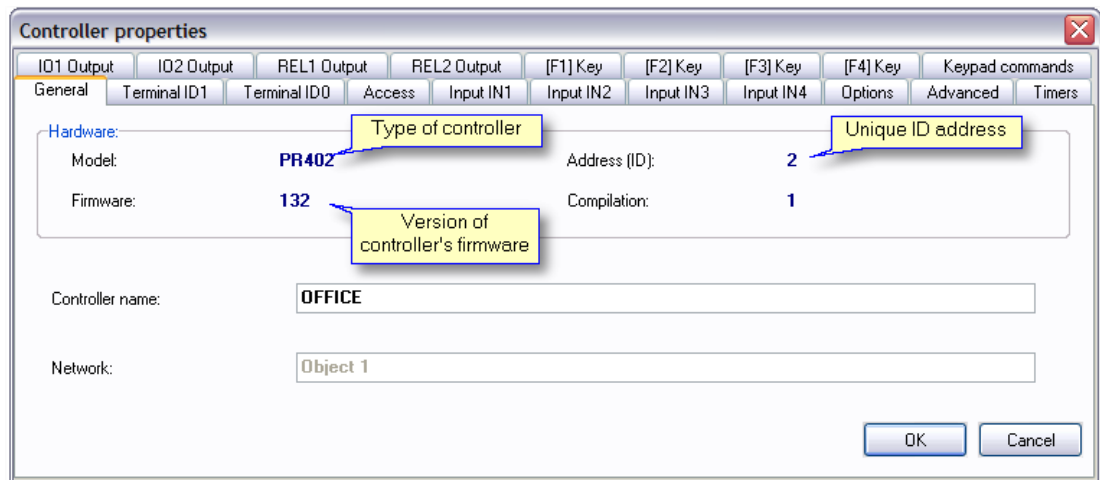 Controller properties
IO1 Output IO2 Output REL1 Output REL2 Output [F1] Key [F2] Key [F3] Key [F4] Key Keypad commands
General Terminal ID1 Terminal ID0 Access Input IN1 Input IN2 Input IN3 Input IN4 Options Advanced Timers
Hardware:
Type of controller
Unique ID address
Model: PR402 Address (ID): 2
Firmware: 132 Compilation: 1
Version of
controller's firmware
Controller name: OFFICE
Network: Object 1
OK Cancel